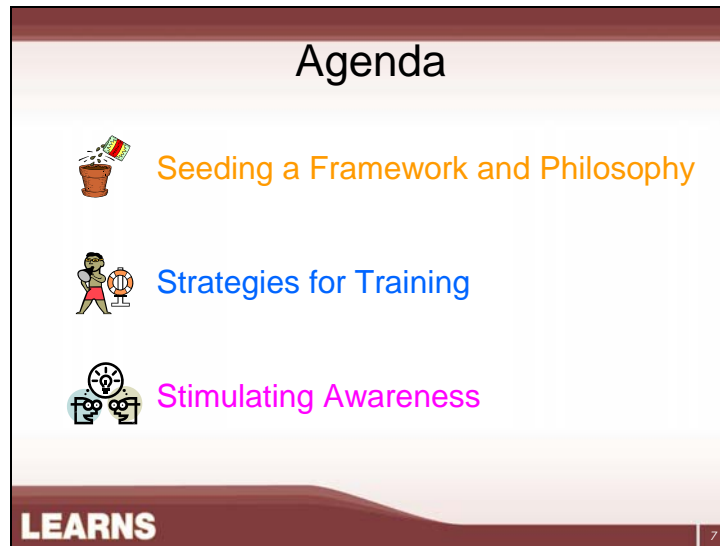 Agenda
Seeding a Framework and Philosophy
Strategies for Training
Stimulating Awareness
LEARNS
7